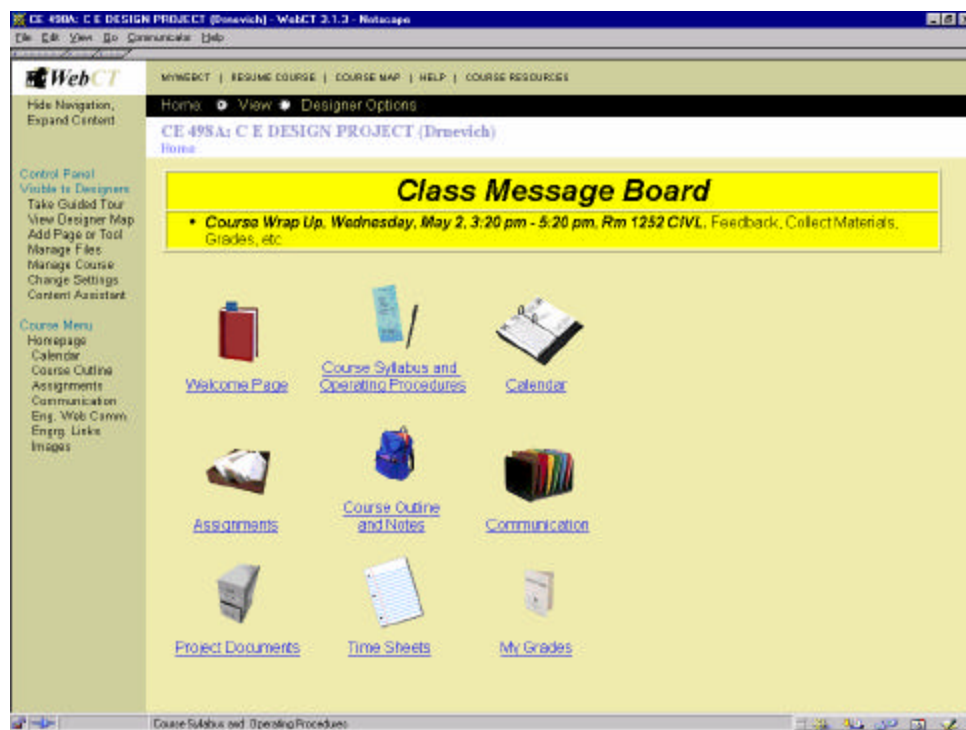 CE 498A: C E DESIGN PROJECT (Drnevich) - WebCT 3.1.3 - Netscape
File Edit View Go Communicator Help
WebCT
MYWEBCT | RESUME COURSE | COURSE MAP | HELP | COURSE RESOURCES
Hide Navigation,
Expand Content
Home View Designer Options
CE 498A: C E DESIGN PROJECT (Drnevich)
Home
Control Panel
Visible to Designers
Take Guided Tour
View Designer Map
Add Page or Tool
Manage Files
Manage Course
Change Settings
Content Assistant
Course Menu
Homepage
Calendar
Course Outline
Assignments
Communication
Eng. Web Comm.
Engrg. Links
Images
Class Message Board
• Course Wrap Up, Wednesday, May 2, 3:20 pm - 5:20 pm, Rm 1252 CIVL, Feedback, Collect Materials,
Grades, etc
Welcome Page
Course Syllabus and
Operating Procedures
Calendar
Assignments
Course Outline
and Notes
Communication
Project Documents
Time Sheets
My Grades
Course Syllabus and Operating Procedures